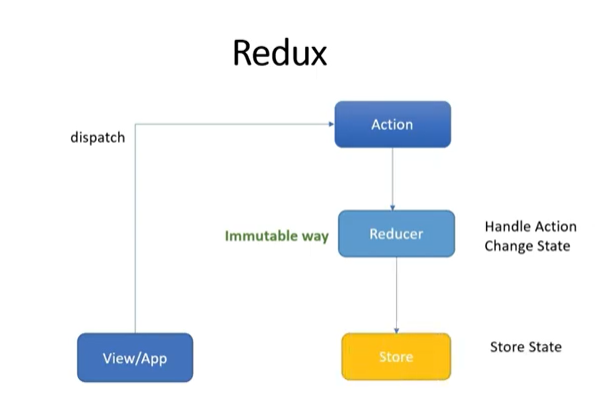 Redux
dispatch
Action
Immutable way
Reducer
Handle Action
Change State
View/App
Store
Store State